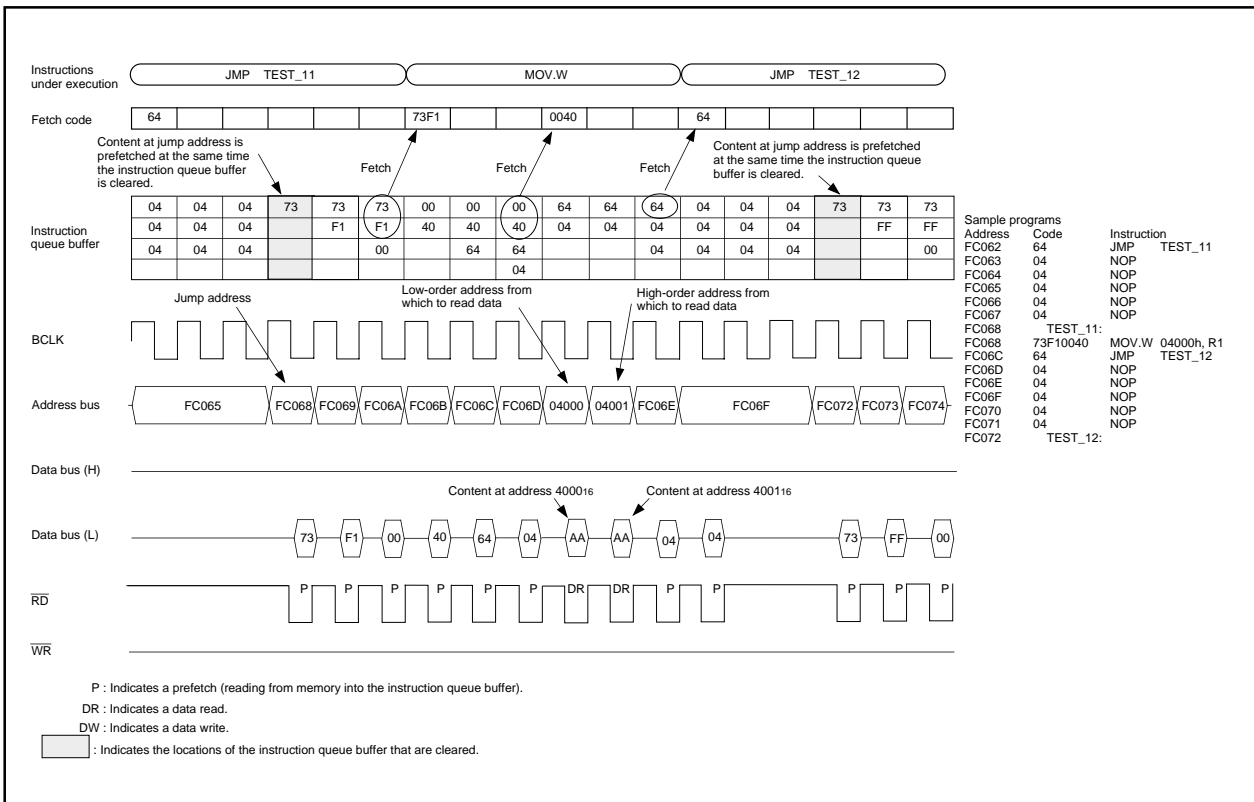 Instructions
under execution
JMP TEST_11
MOV.W
JMP TEST_12
Fetch code
64 73F1 0040 64
Content at jump address is
prefetched at the same time
the instruction queue buffer
is cleared.
Fetch
Fetch
Fetch
Content at jump address is prefetched
at the same time the instruction queue
buffer is cleared.
Instruction
queue buffer
04 04 04 73 73 73 00 00 00 64 64 64 04 04 04 73 73 73
04 04 04 F1 F1 40 40 40 04 04 04 04 04 04 FF FF
04 04 04 00 64 64 04 04 04 04 00
04
Sample programs
Address Code Instruction
FC062 64 JMP TEST_11
FC063 04 NOP
FC064 04 NOP
FC065 04 NOP
FC066 04 NOP
FC067 04 NOP
FC068 TEST_11:
FC068 73F10040 MOV.W 04000h, R1
FC06C 64 JMP TEST_12
FC06D 04 NOP
FC06E 04 NOP
FC06F 04 NOP
FC070 04 NOP
FC071 04 NOP
FC072 TEST_12:
Jump address
Low-order address from
which to read data
High-order address from
which to read data
BCLK
Address bus
FC065 FC068 FC069 FC06A FC06B FC06C FC06D 04000 04001 FC06E FC06F FC072 FC073 FC074
Data bus (H)
Content at address 400016
Content at address 400116
Data bus (L)
73 F1 00 40 64 04 AA AA 04 04 73 FF 00
RD
P P P P P P DR DR P P P P P
WR
P : Indicates a prefetch (reading from memory into the instruction queue buffer).
DR : Indicates a data read.
DW : Indicates a data write.
: Indicates the locations of the instruction queue buffer that are cleared.